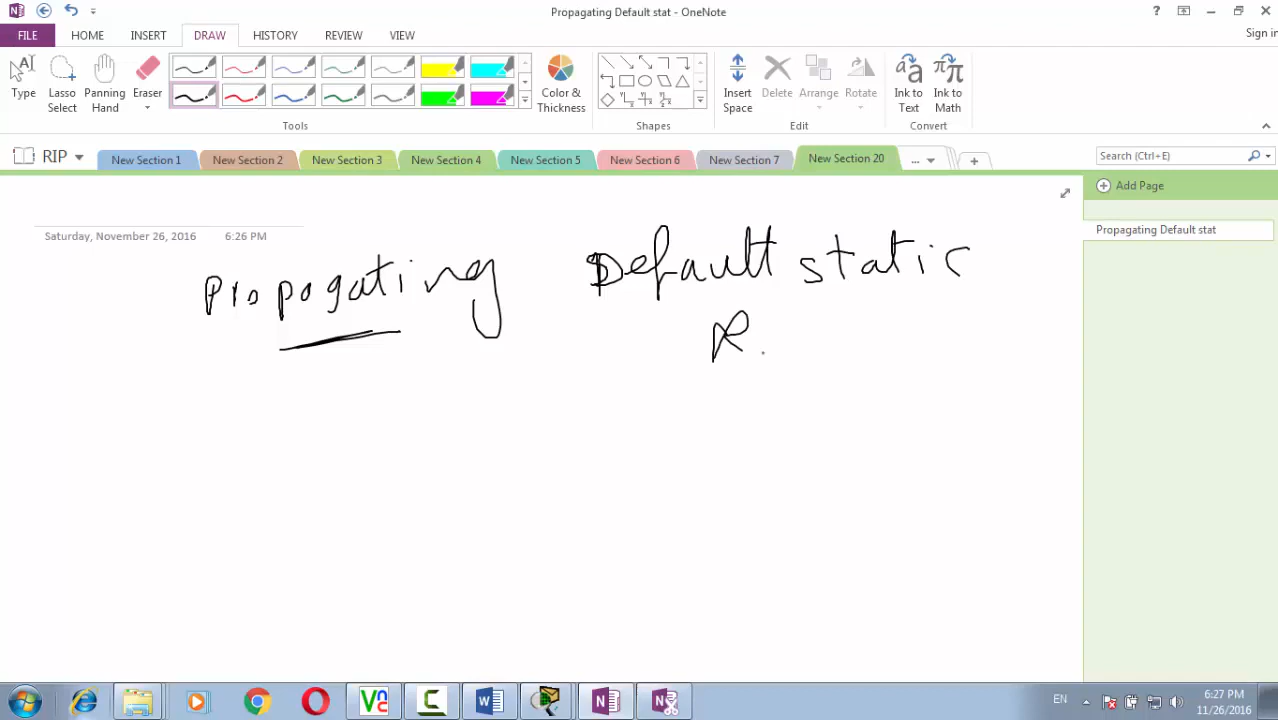 Propagating Default stat - OneNote
? 
Sign in
FILE HOME INSERT DRAW HISTORY REVIEW VIEW
Type Lasso Select Panning Hand Eraser Color & Thickness Insert Space Delete Arrange Rotate Ink to Text Ink to Math
Tools Shapes Edit Convert
RIP New Section 1 New Section 2 New Section 3 New Section 4 New Section 5 New Section 6 New Section 7 New Section 20 ... Search (Ctrl+E)
Add Page
Propagating Default stat
Saturday, November 26, 2016 6:26 PM
Propogating Default static
R.
EN 6:27 PM
11/26/2016